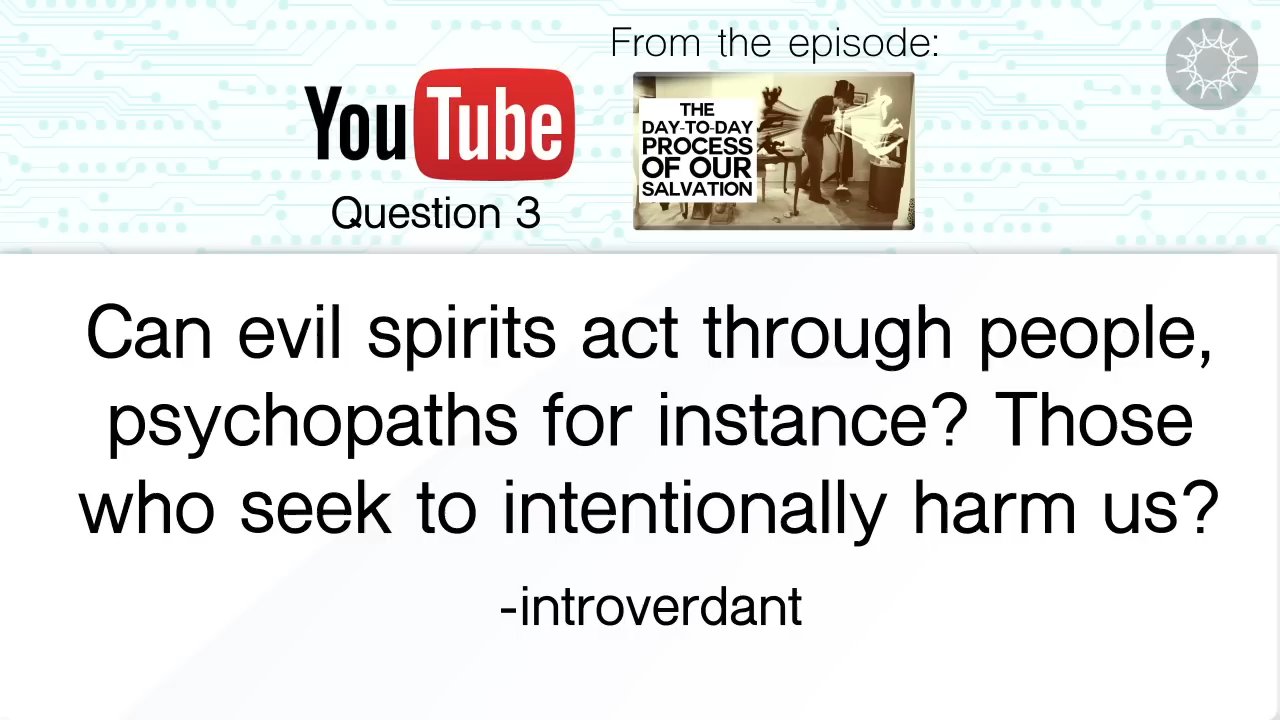 From the episode:
YouTube
THE
DAY-TO-DAY
PROCESS
OF OUR
SALVATION
Question 3
Can evil spirits act through people,
psychopaths for instance? Those
who seek to intentionally harm us?
-introverdant